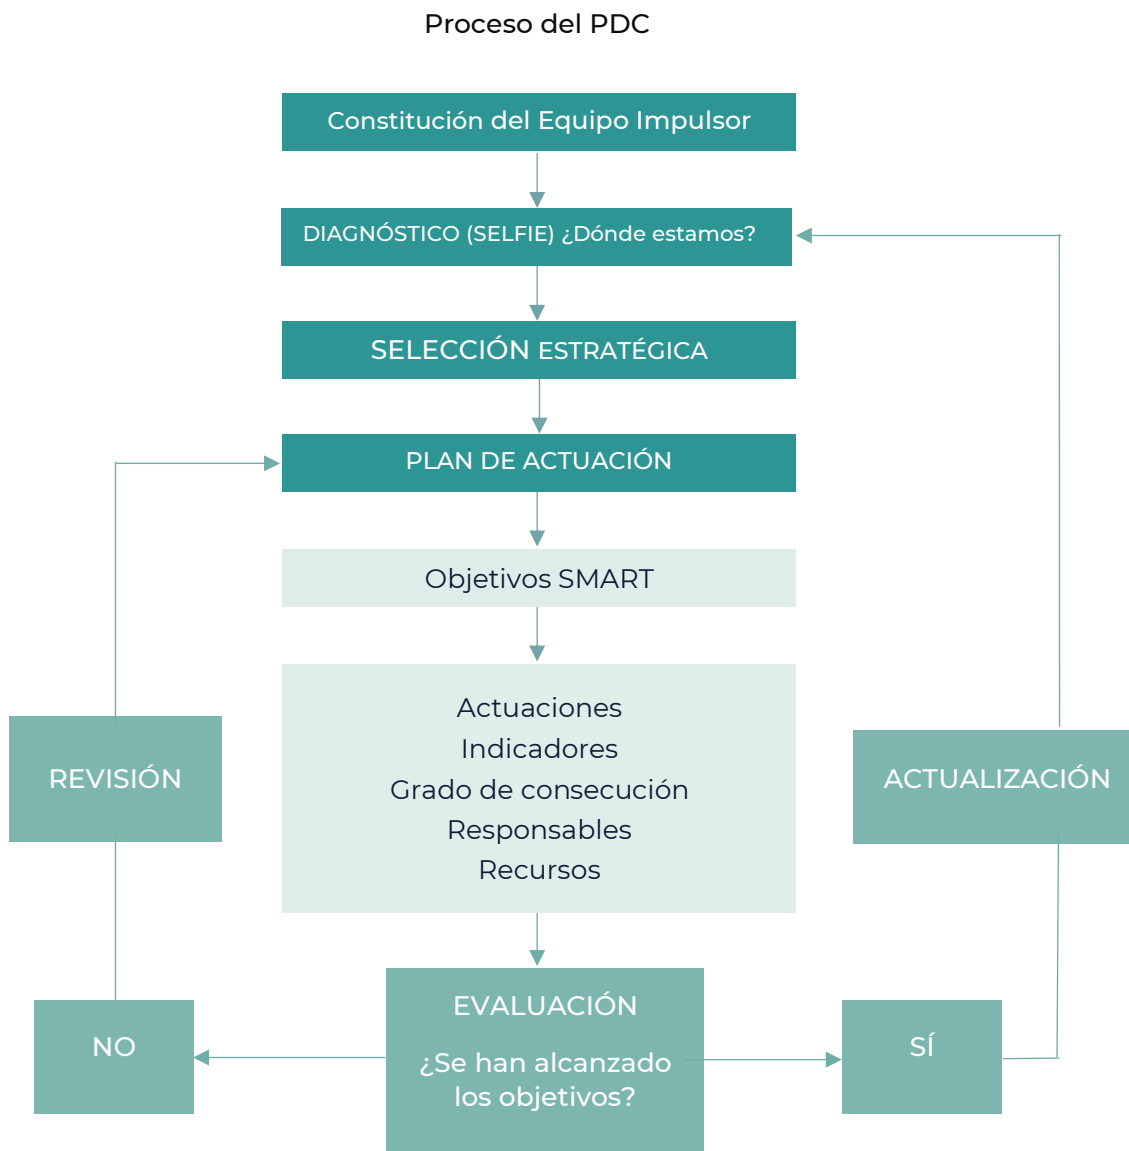 Proceso del PDC
Constitución del Equipo Impulsor
DIAGNÓSTICO (SELFIE) ¿Dónde estamos?
SELECCIÓN ESTRATÉGICA
PLAN DE ACTUACIÓN
Objetivos SMART
Actuaciones
Indicadores
Grado de consecución
Responsables
Recursos
REVISIÓN
ACTUALIZACIÓN
EVALUACIÓN
¿Se han alcanzado
los objetivos?
NO
SÍ